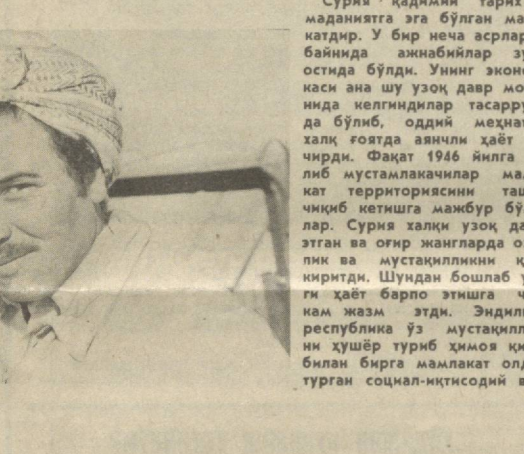 Сурия қадимий тарих
маданиятга эга бўлган ма
катдир. У бир неча асрлар
байнида ажнабийлар зу
остида бўлди. Унинг экон
каси ана шу узоқ давр мо
нида келгиндилар тасарру
да бўлиб, оддий меҳнат
халқ ғоятда аянчли ҳаёт
чирди. Фақат 1946 йилга
либ мустамлакачилар ма
кат территориясини таш
чиқиб кетишга мажбур бў
лар. Сурия халқи узоқ да
этган ва оғир жангларда о
лик ва мустақилликни қ
киритди. Шундан бошлаб у
ги ҳаёт барпо этишга ч
кам жазм этди. Эндили
республика ўз мустақилл
ни ҳушёр туриб ҳимоя қи
билан бирга мамлакат олд
турган социал-иқтисодий в